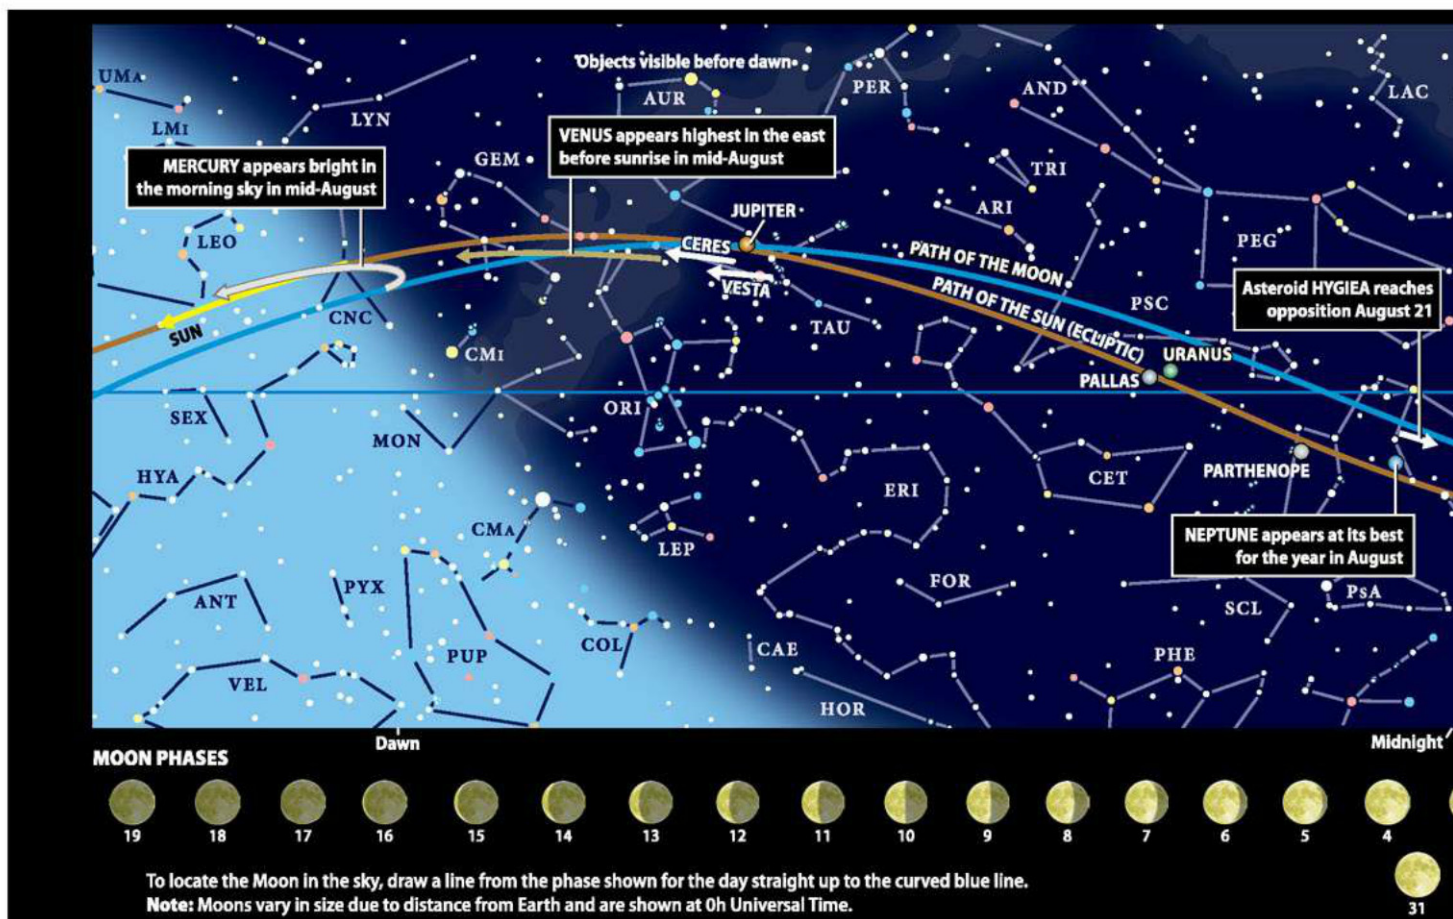 Objects visible before dawn
UMA
LMI
LYN
AUR
PER
AND
LAC
VENUS appears highest in the east
before sunrise in mid-August
MERCURY appears bright in
the morning sky in mid-August
GEM
TRI
ARI
JUPITER
LEO
CERES
PATH OF THE MOON
PEG
VESTA
PATH OF THE SUN (ECLIPTIC)
PSC
Asteroid HYGIEA reaches
opposition August 21
SUN
CNC
TAU
CMI
URANUS
PALLAS
SEX
MON
ORI
HYA
ERI
CET
PARTHENOPE
CMA
LEP
NEPTUNE appears at its best
for the year in August
ANT
PYX
FOR
SCL
PsA
COL
PUP
CAE
PHE
VEL
HOR
Dawn
Midnight
MOON PHASES
19 18 17 16 15 14 13 12 11 10 9 8 7 6 5 4
31
To locate the Moon in the sky, draw a line from the phase shown for the day straight up to the curved blue line.
Note: Moons vary in size due to distance from Earth and are shown at 0h Universal Time.